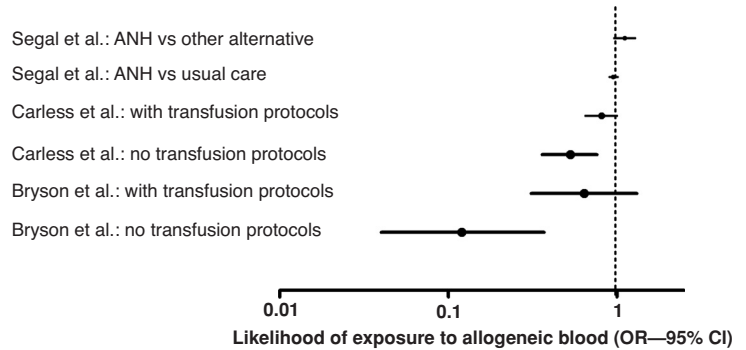 Segal et al.: ANH vs other alternative
Segal et al.: ANH vs usual care
Carless et al.: with transfusion protocols
Carless et al.: no transfusion protocols
Bryson et al.: with transfusion protocols
Bryson et al.: no transfusion protocols
0.01 0.1 1
Likelihood of exposure to allogeneic blood (OR—95% CI)